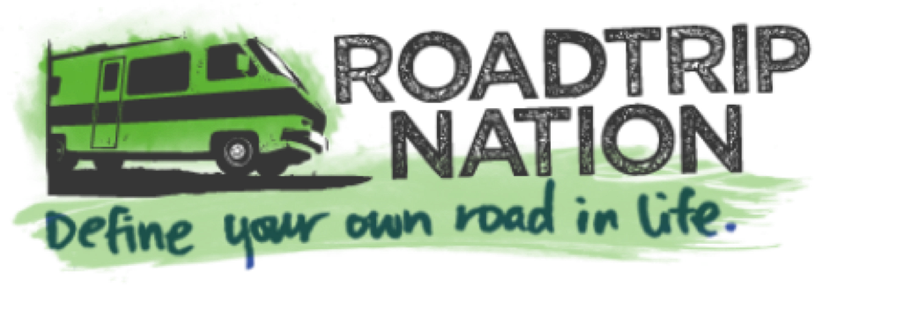 ROADTRIP
NATION
Define your own road in life.